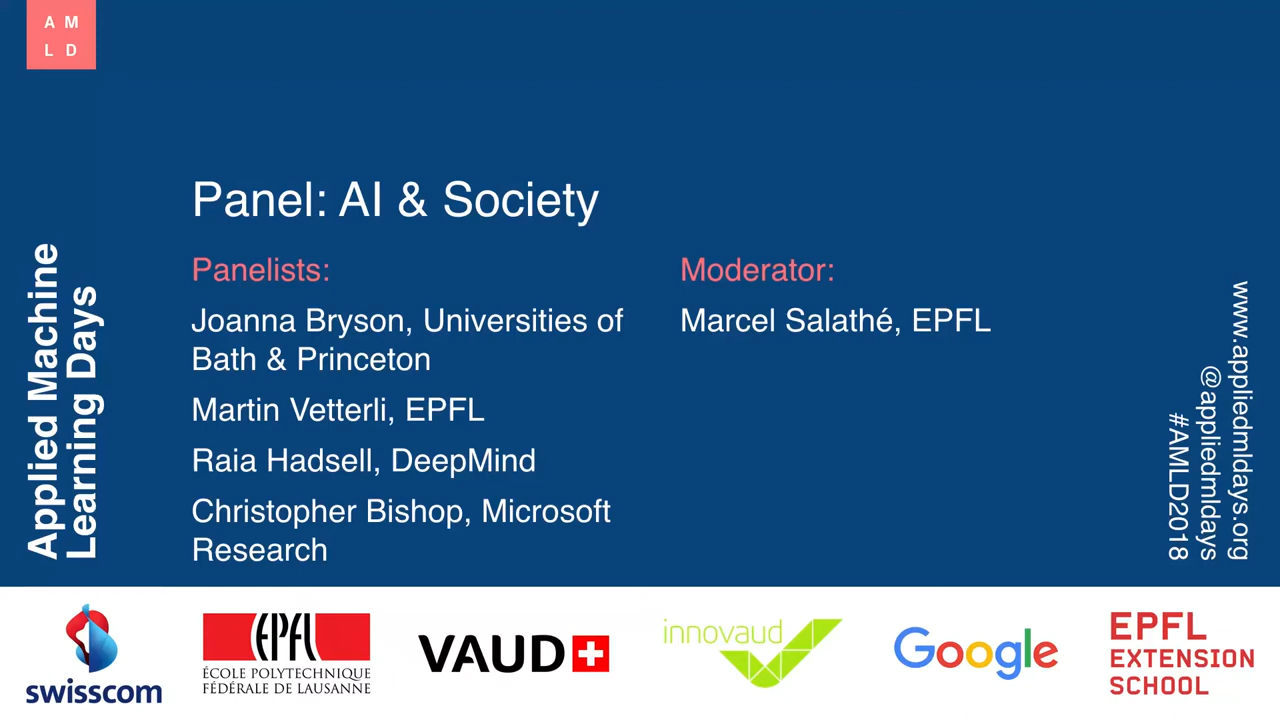 A M
L D
Applied Machine
Learning Days
Panel: AI & Society
Panelists:
Joanna Bryson, Universities of
Bath & Princeton
Martin Vetterli, EPFL
Raia Hadsell, DeepMind
Christopher Bishop, Microsoft
Research
Moderator:
Marcel Salathé, EPFL
www.appliedmldays.org
@appliedmldays
#AMLD2018
swisscom
EPFL
ÉCOLE POLYTECHNIQUE
FÉDÉRALE DE LAUSANNE
VAUD
innovaud
Google
EPFL
EXTENSION
SCHOOL